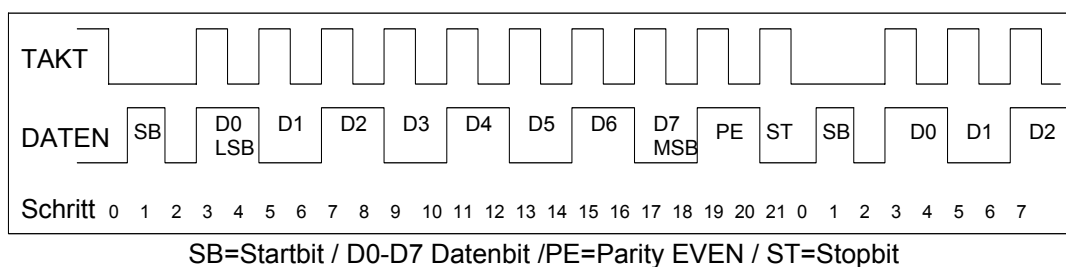 TAKT
DATEN SB D0 D1 D2 D3 D4 D5 D6 D7 PE ST SB D0 D1 D2
LSB MSB
Schritt 0 1 2 3 4 5 6 7 8 9 10 11 12 13 14 15 16 17 18 19 20 21 0 1 2 3 4 5 6 7
SB=Startbit / D0-D7 Datenbit /PE=Parity EVEN / ST=Stopbit